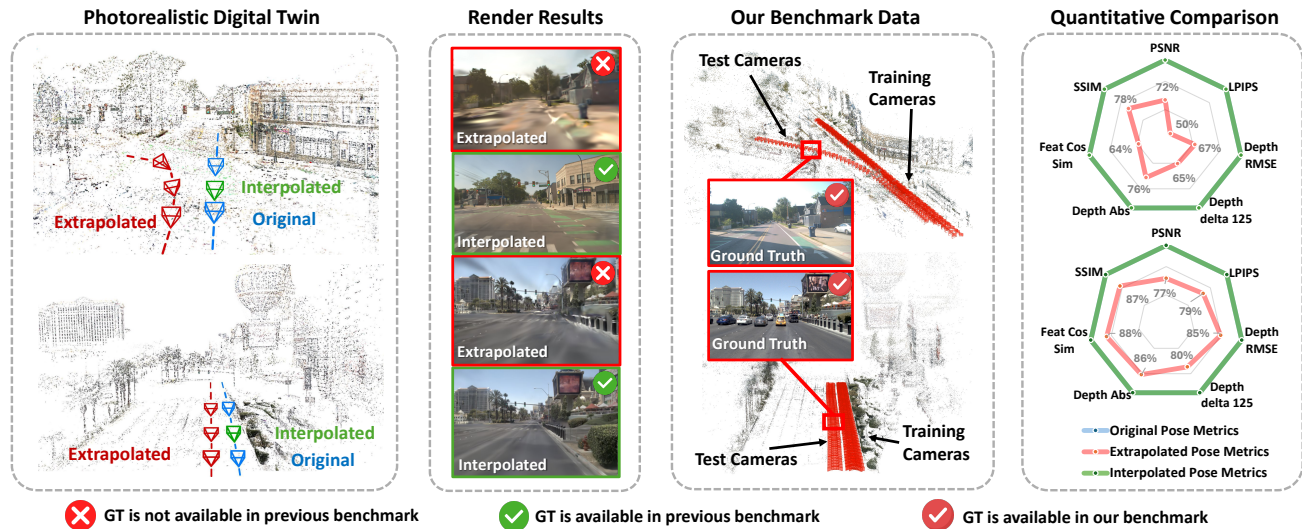 Photorealistic Digital Twin
Extrapolated
Interpolated
Original
Extrapolated
Interpolated
Original
Render Results
Extrapolated
Interpolated
Extrapolated
Interpolated
Our Benchmark Data
Test Cameras
Training
Cameras
Ground Truth
Ground Truth
Test Cameras
Training
Cameras
Quantitative Comparison
PSNR
SSIM
LPIPS
72%
78%
50%
Feat Cos
Sim
64%
67%
Depth
RMSE
76%
65%
Depth Abs
Depth
delta 125
PSNR
SSIM
LPIPS
77%
87%
79%
Feat Cos
Sim
88%
85%
Depth
RMSE
86%
80%
Depth Abs
Depth
delta 125
Original Pose Metrics
Extrapolated Pose Metrics
Interpolated Pose Metrics
GT is not available in previous benchmark
GT is available in previous benchmark
GT is available in our benchmark